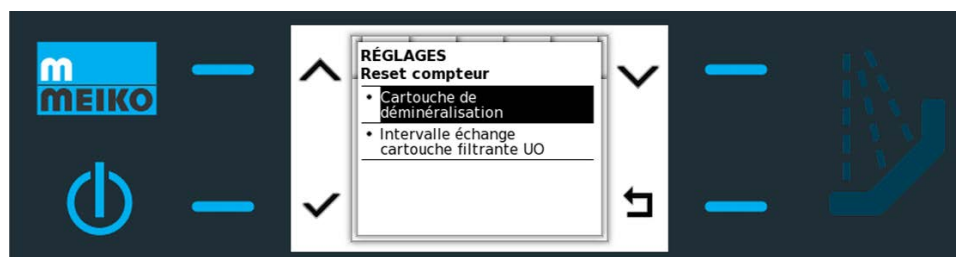 m
MEIKO
RÉGLAGES
Reset compteur
• Cartouche de
déminéralisation
• Intervalle échange
cartouche filtrante UO